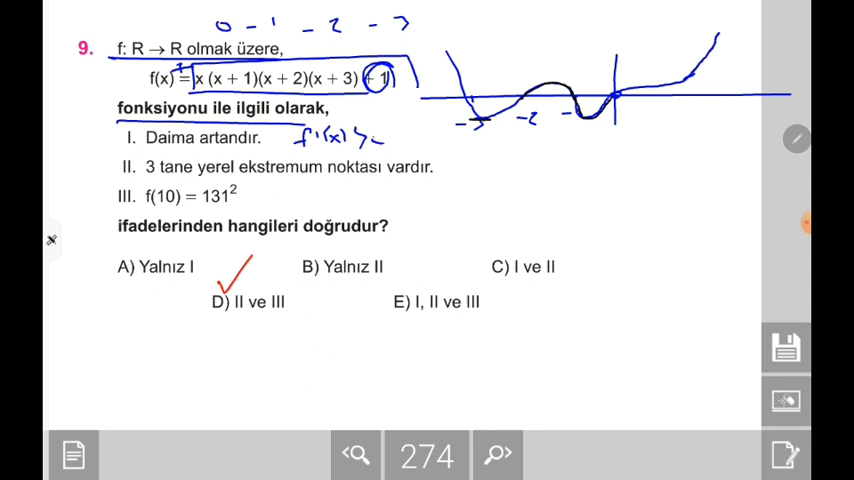 0 - 1 - 2 - 3
9. f: R → R olmak üzere,
f(x) = x (x + 1)(x + 2)(x + 3) + 1
fonksiyonu ile ilgili olarak,
I. Daima artandır. f'(x) >
II. 3 tane yerel ekstremum noktası vardır.
III. f(10) = 131²
ifadelerinden hangileri doğrudur?
A) Yalnız I B) Yalnız II C) I ve II
D) II ve III E) I, II ve III
-3 -2 -
274